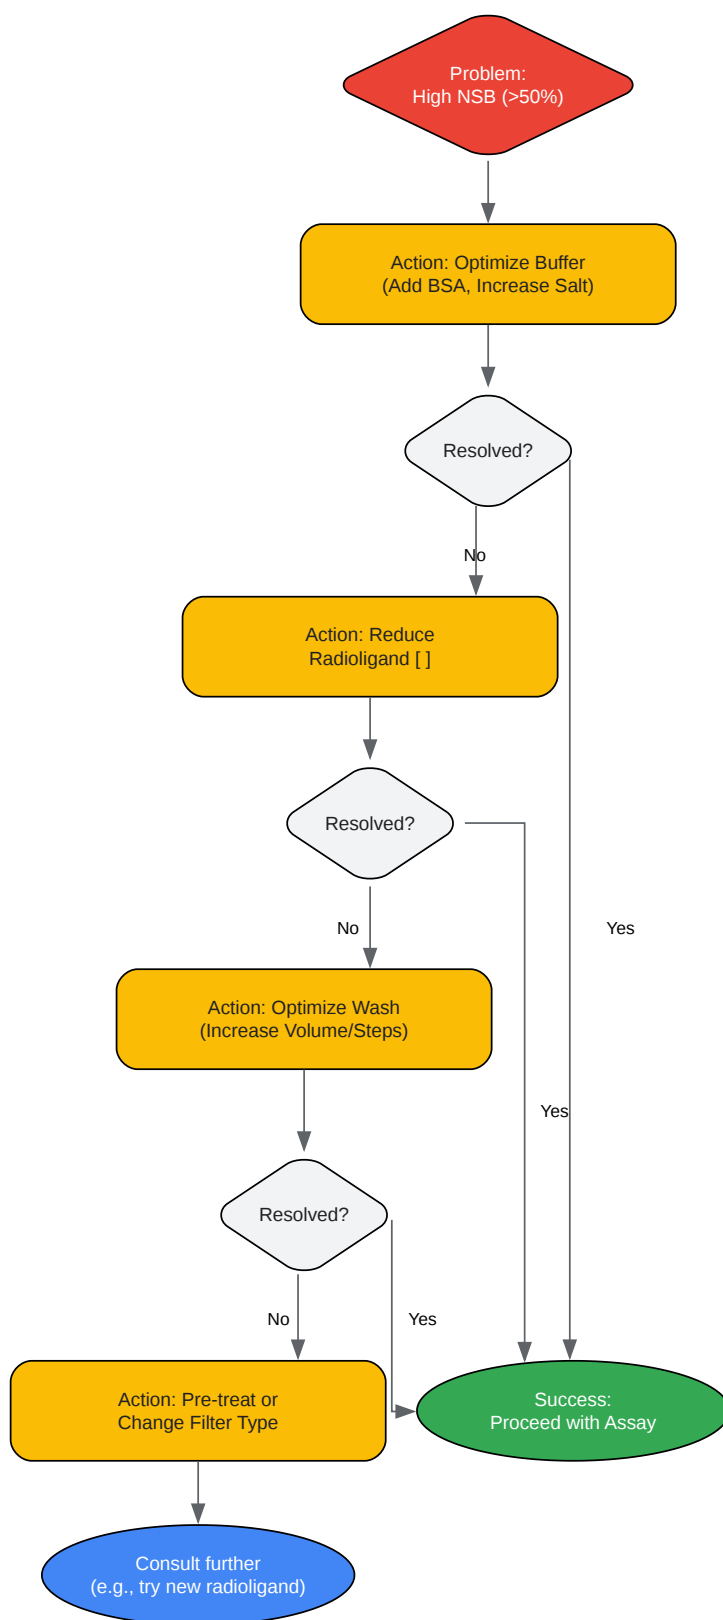 Problem:
High NSB (>50%)
Action: Optimize Buffer
(Add BSA, Increase Salt)
Resolved?
No
Action: Reduce
Radioligand [ ]
Resolved?
No
Yes
Action: Optimize Wash
(Increase Volume/Steps)
Yes
Resolved?
No
Yes
Action: Pre-treat or
Change Filter Type
Success:
Proceed with Assay
Consult further
(e.g., try new radioligand)